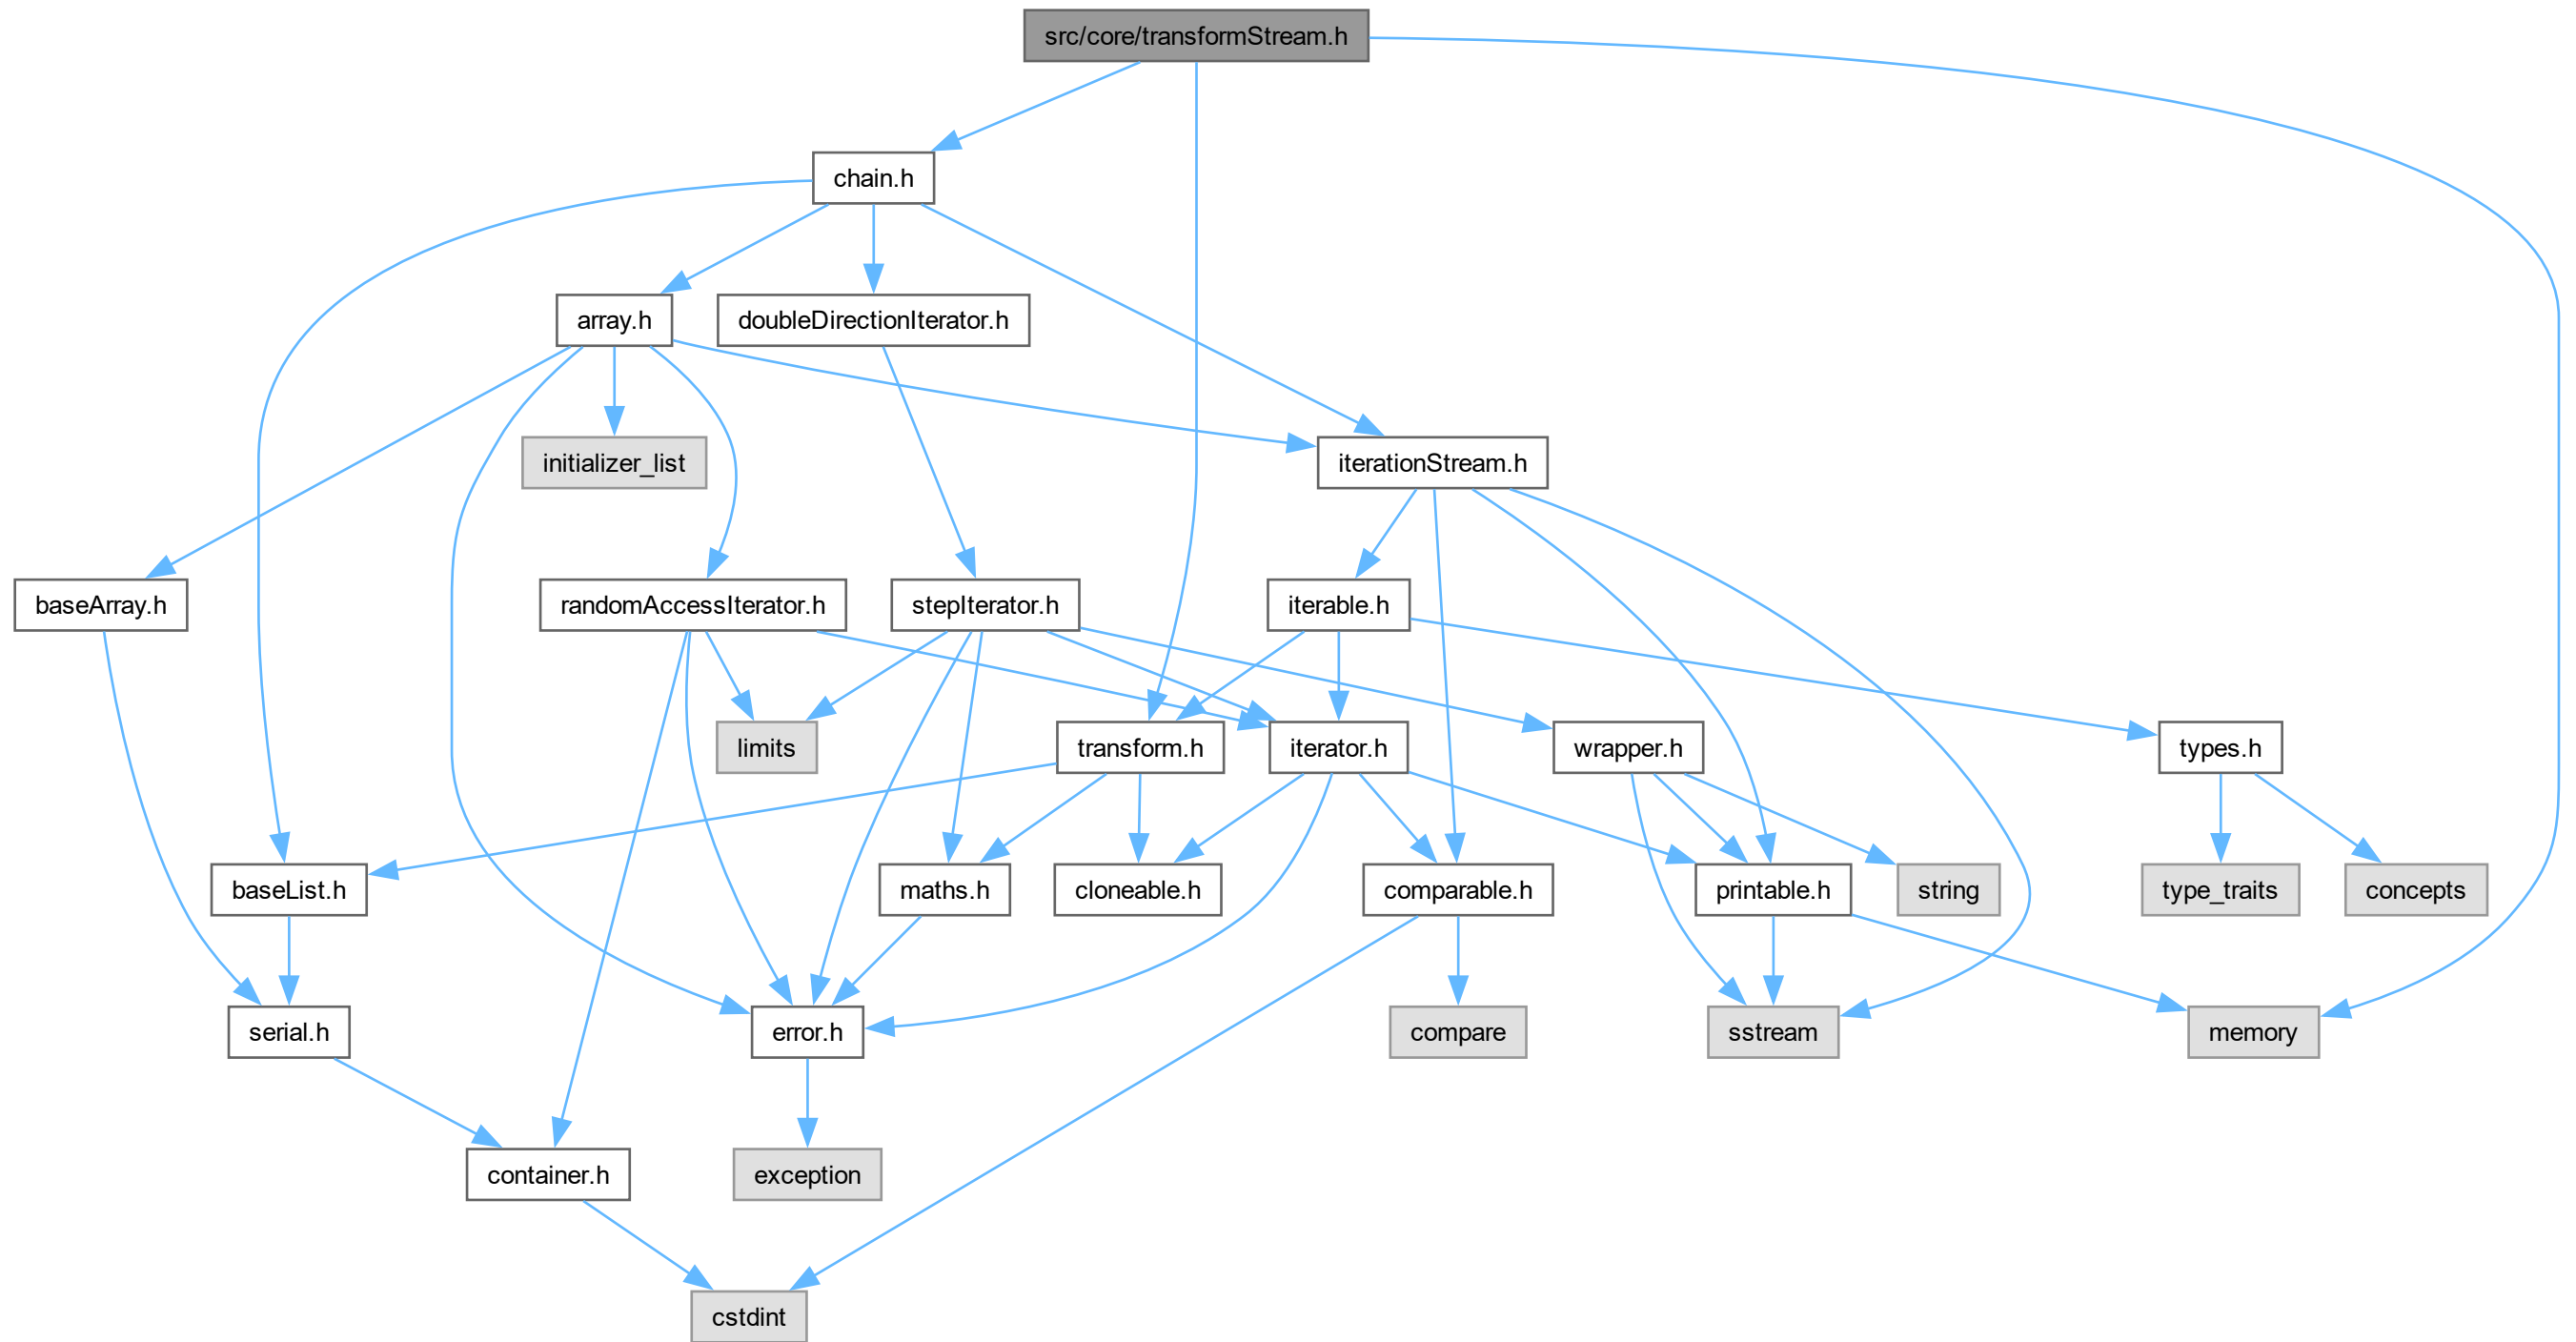 src/core/transformStream.h
chain.h
array.h
doubleDirectionIterator.h
initializer_list
iterationStream.h
baseArray.h
randomAccessIterator.h
stepIterator.h
iterable.h
limits
transform.h
iterator.h
wrapper.h
types.h
baseList.h
maths.h
cloneable.h
comparable.h
printable.h
string
type_traits
concepts
serial.h
error.h
compare
sstream
memory
container.h
exception
cstdint